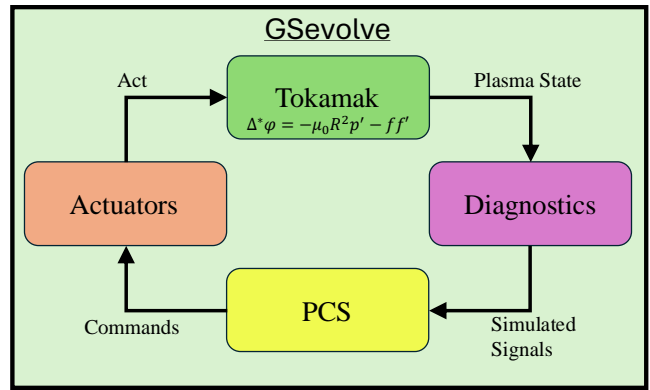 GSevolve
Act
Plasma State
Tokamak
Δ*φ = −μ₀R²p′ − ff′
Actuators
Diagnostics
PCS
Commands
Simulated
Signals